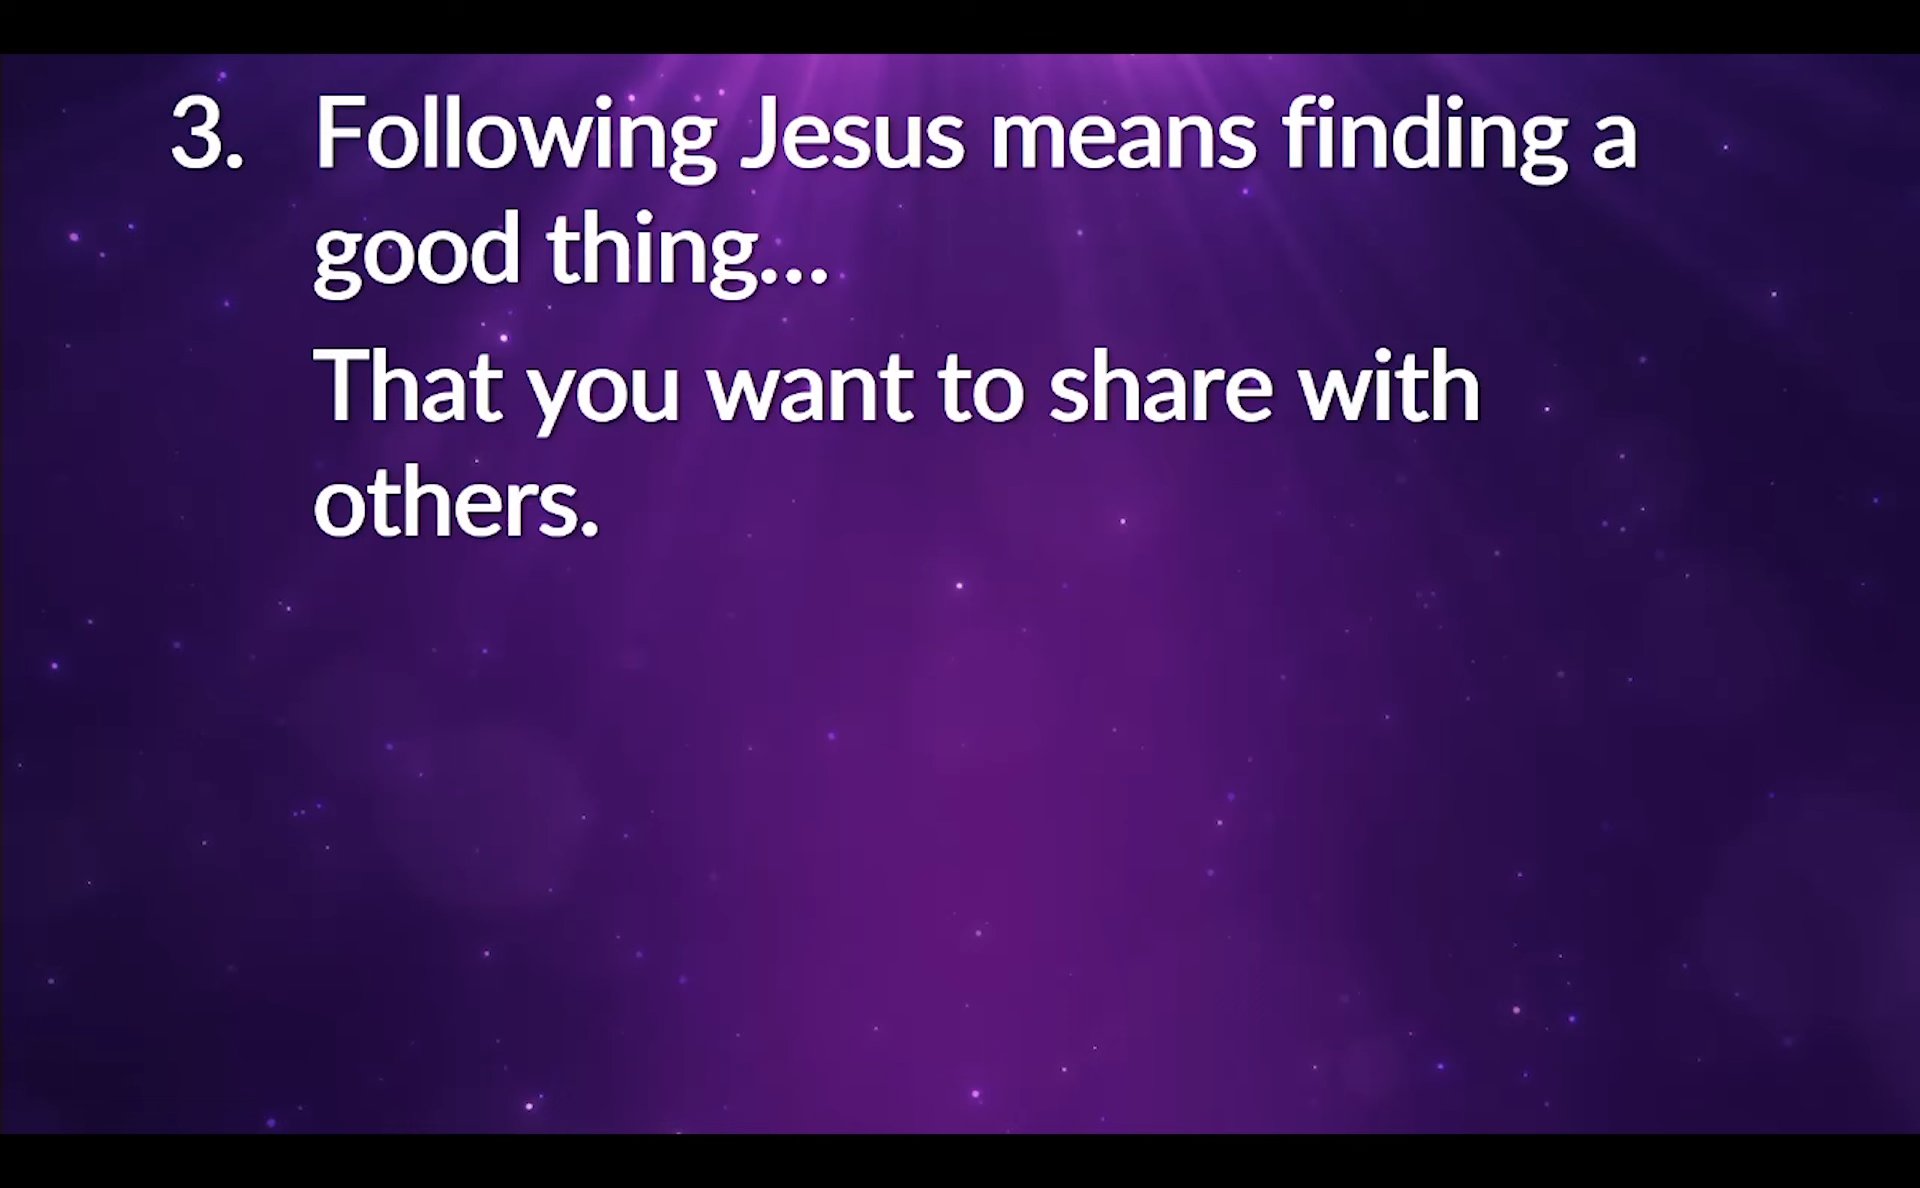 3. Following Jesus means finding a
good thing...
That you want to share with
others.